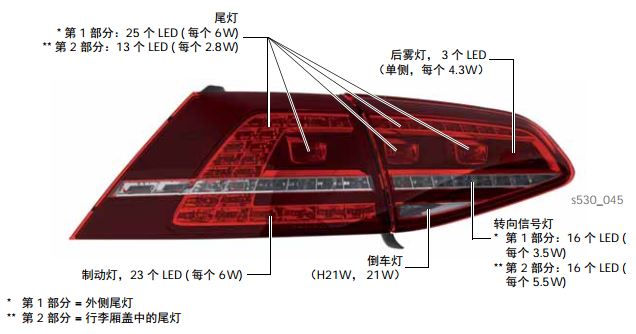 尾灯
* 第 1 部分：25 个 LED ( 每个 6W)
** 第 2 部分：13 个 LED ( 每个 2.8W)
后雾灯，3 个 LED
（单侧，每个 4.3W）
s530_045
转向信号灯
* 第 1 部分：16 个 LED (
每个 3.5W)
** 第 2 部分：16 个 LED (
每个 5.5W)
倒车灯
（H21W，21W）
制动灯，23 个 LED ( 每个 6W)
* 第 1 部分 = 外侧尾灯
** 第 2 部分 = 行李厢盖中的尾灯